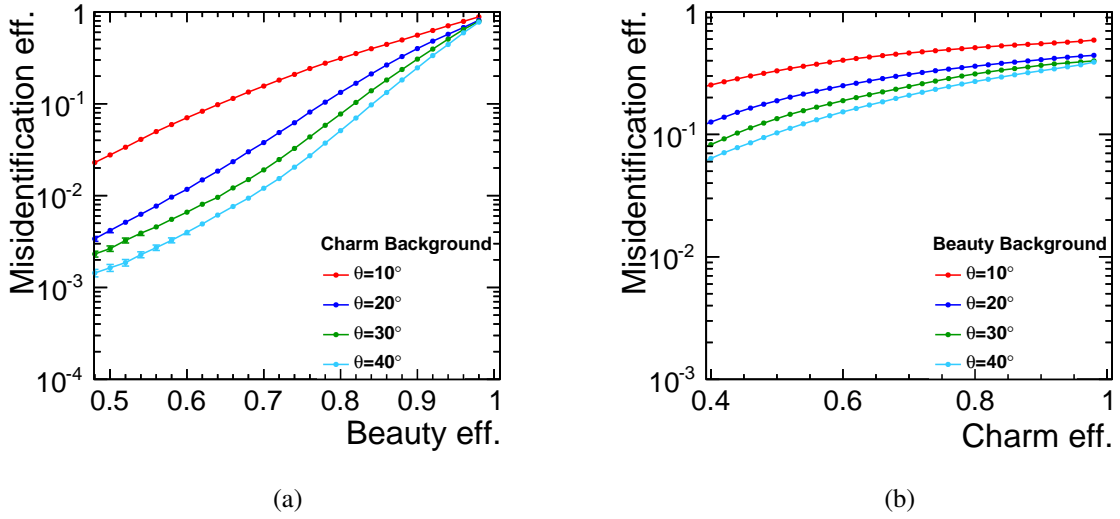 Misidentification eff.
1
10⁻¹
10⁻²
10⁻³
10⁻⁴
Charm Background
θ=10°
θ=20°
θ=30°
θ=40°
0.5 0.6 0.7 0.8 0.9 1
Beauty eff.
(a)
Misidentification eff.
1
10⁻¹
10⁻²
10⁻³
Beauty Background
θ=10°
θ=20°
θ=30°
θ=40°
0.4 0.6 0.8 1
Charm eff.
(b)